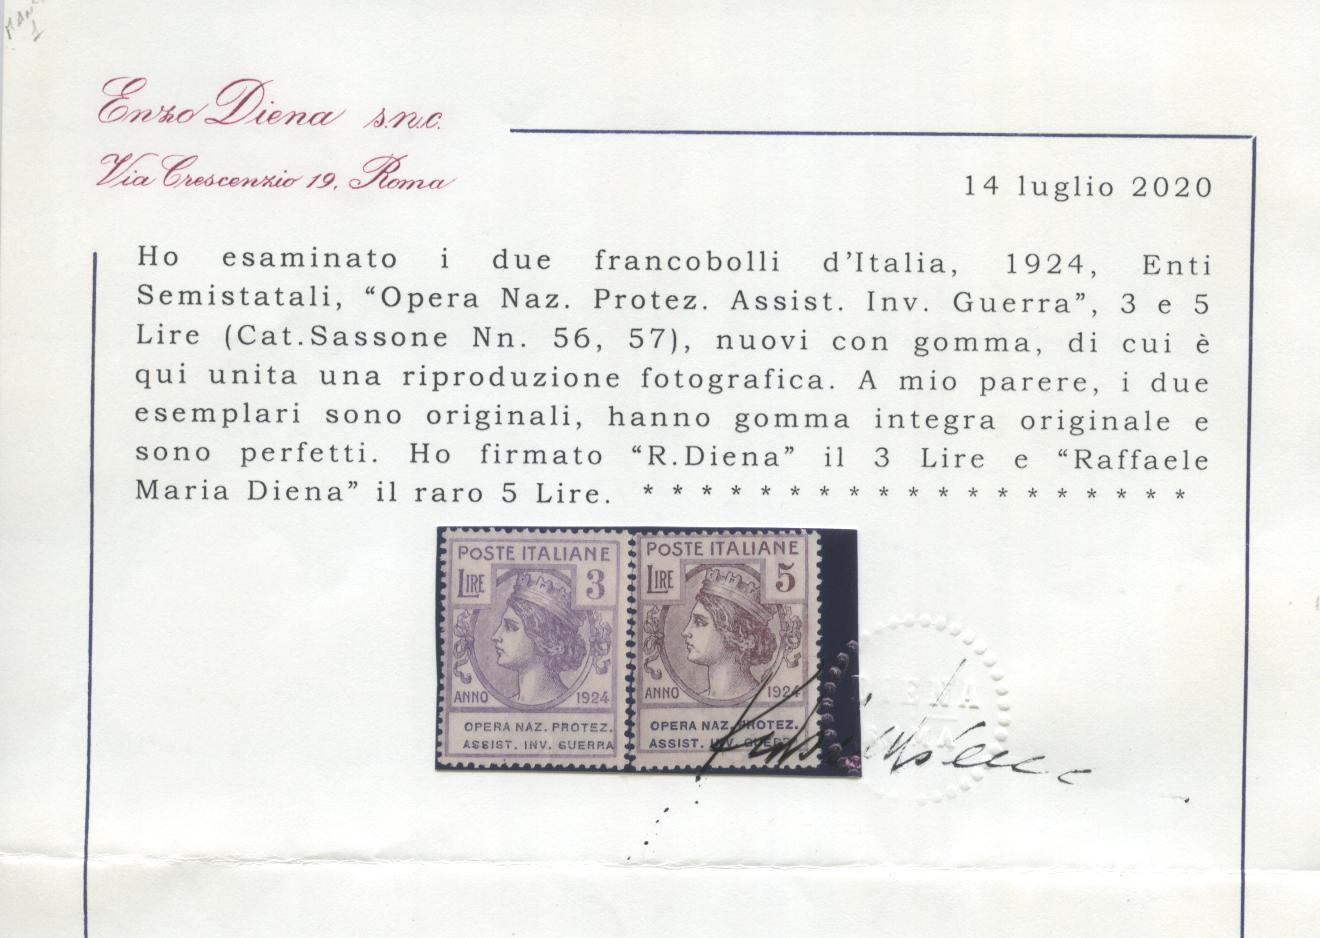 Enzo Diena s.n.c.
Via Crescenzio 19, Roma
14 luglio 2020
Ho esaminato i due francobolli d'Italia, 1924, Enti
Semistatali, “Opera Naz. Protez. Assist. Inv. Guerra”, 3 e 5
Lire (Cat.Sassone Nn. 56, 57), nuovi con gomma, di cui è
qui unita una riproduzione fotografica. A mio parere, i due
esemplari sono originali, hanno gomma integra originale e
sono perfetti. Ho firmato “R.Diena” il 3 Lire e “Raffaele
Maria Diena” il raro 5 Lire. * * * * * * * * * * * * * * * * * * *
POSTE ITALIANE
LIRE 3
ANNO 1924
OPERA NAZ. PROTEZ.
ASSIST. INV. GUERRA
POSTE ITALIANE
LIRE 5
ANNO 1924
OPERA NAZ. PROTEZ.
ASSIST. INV. GUERRA
DIENA
ROMA